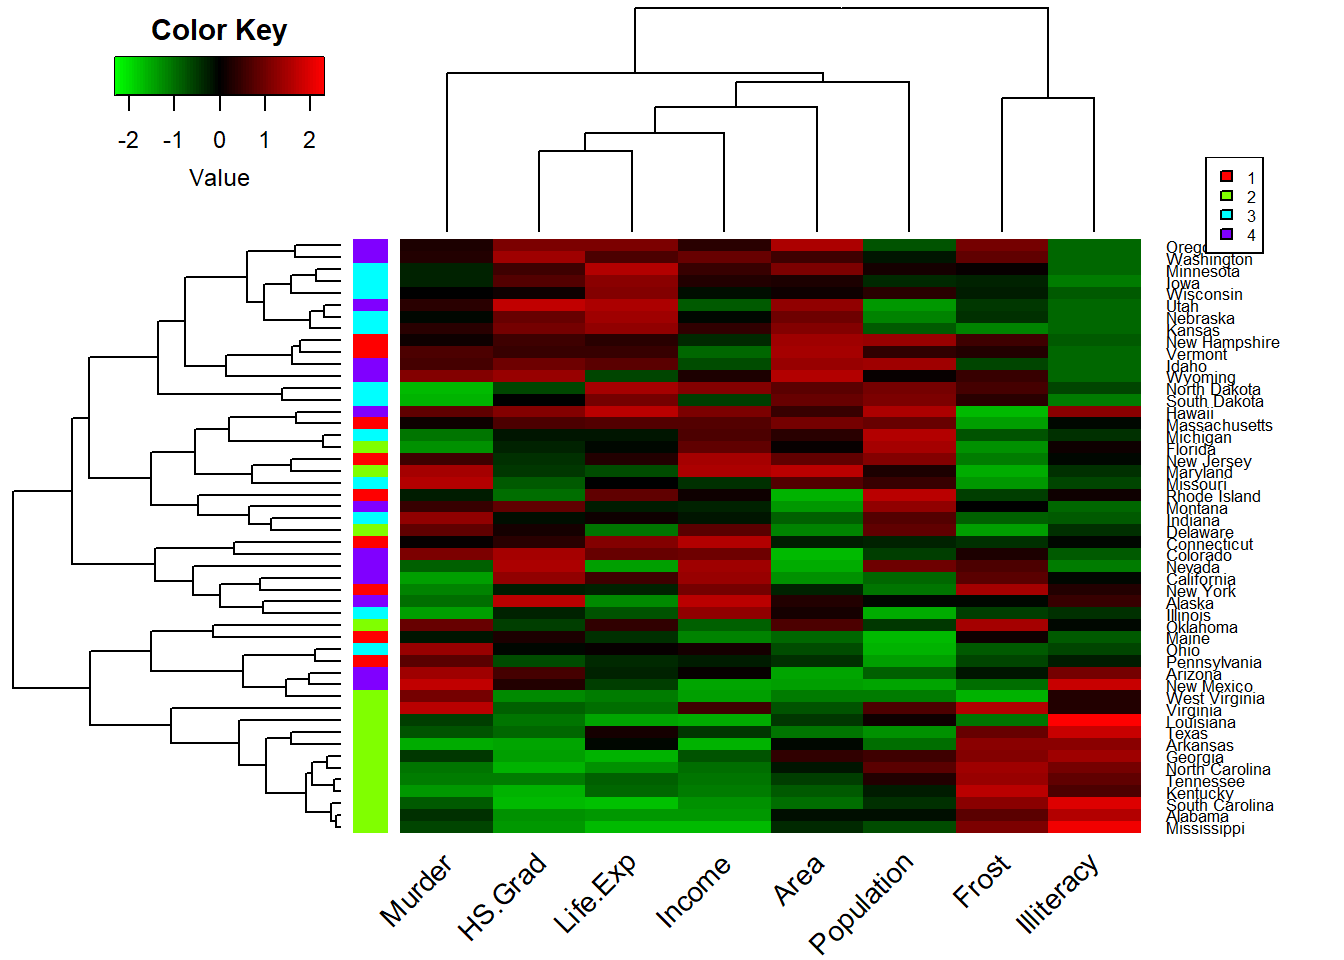 Color Key
-2 -1 0 1 2
Value
1
2
3
4
Oregon
Washington
Minnesota
Iowa
Wisconsin
Utah
Nebraska
Kansas
New Hampshire
Vermont
Idaho
Wyoming
North Dakota
South Dakota
Hawaii
Massachusetts
Michigan
Florida
New Jersey
Maryland
Missouri
Rhode Island
Montana
Indiana
Delaware
Connecticut
Colorado
Nevada
California
New York
Alaska
Illinois
Oklahoma
Maine
Ohio
Pennsylvania
Arizona
New Mexico
West Virginia
Virginia
Louisiana
Texas
Arkansas
Georgia
North Carolina
Tennessee
Kentucky
South Carolina
Alabama
Mississippi
Murder HS.Grad Life.Exp Income Area Population Frost Illiteracy